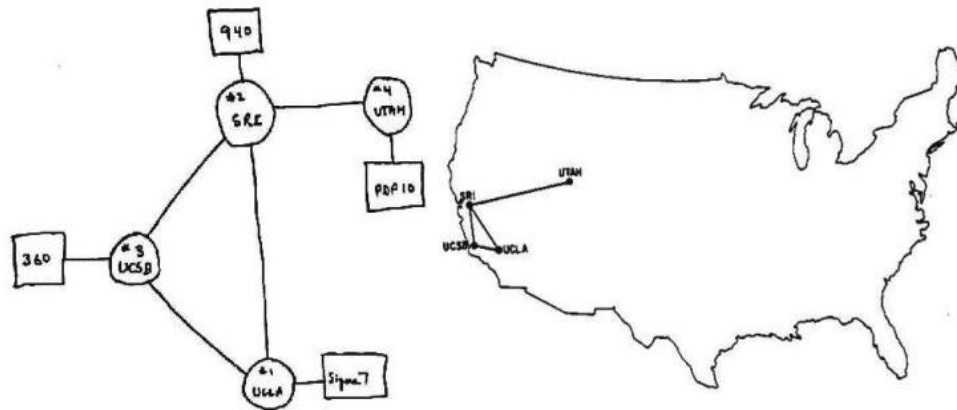 940
#2
SRI
#4
UTAH
PDP10
360
#3
UCSB
#1
UCLA
Sigma7
UTAH
SRI
UCSB
UCLA